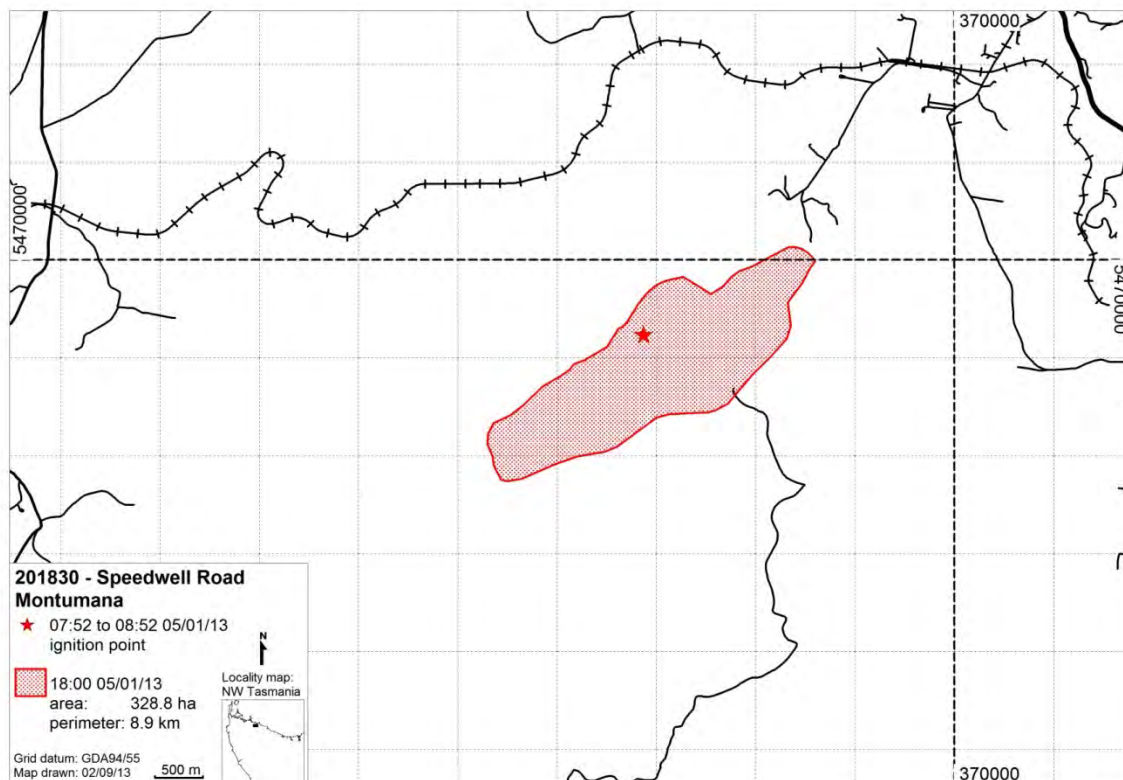 370000
5470000
5470000
201830 - Speedwell Road
Montumana
07:52 to 08:52 05/01/13
ignition point
N
18:00 05/01/13
area: 328.8 ha
perimeter: 8.9 km
Locality map:
NW Tasmania
Grid datum: GDA94/55
Map drawn: 02/09/13
500 m
370000